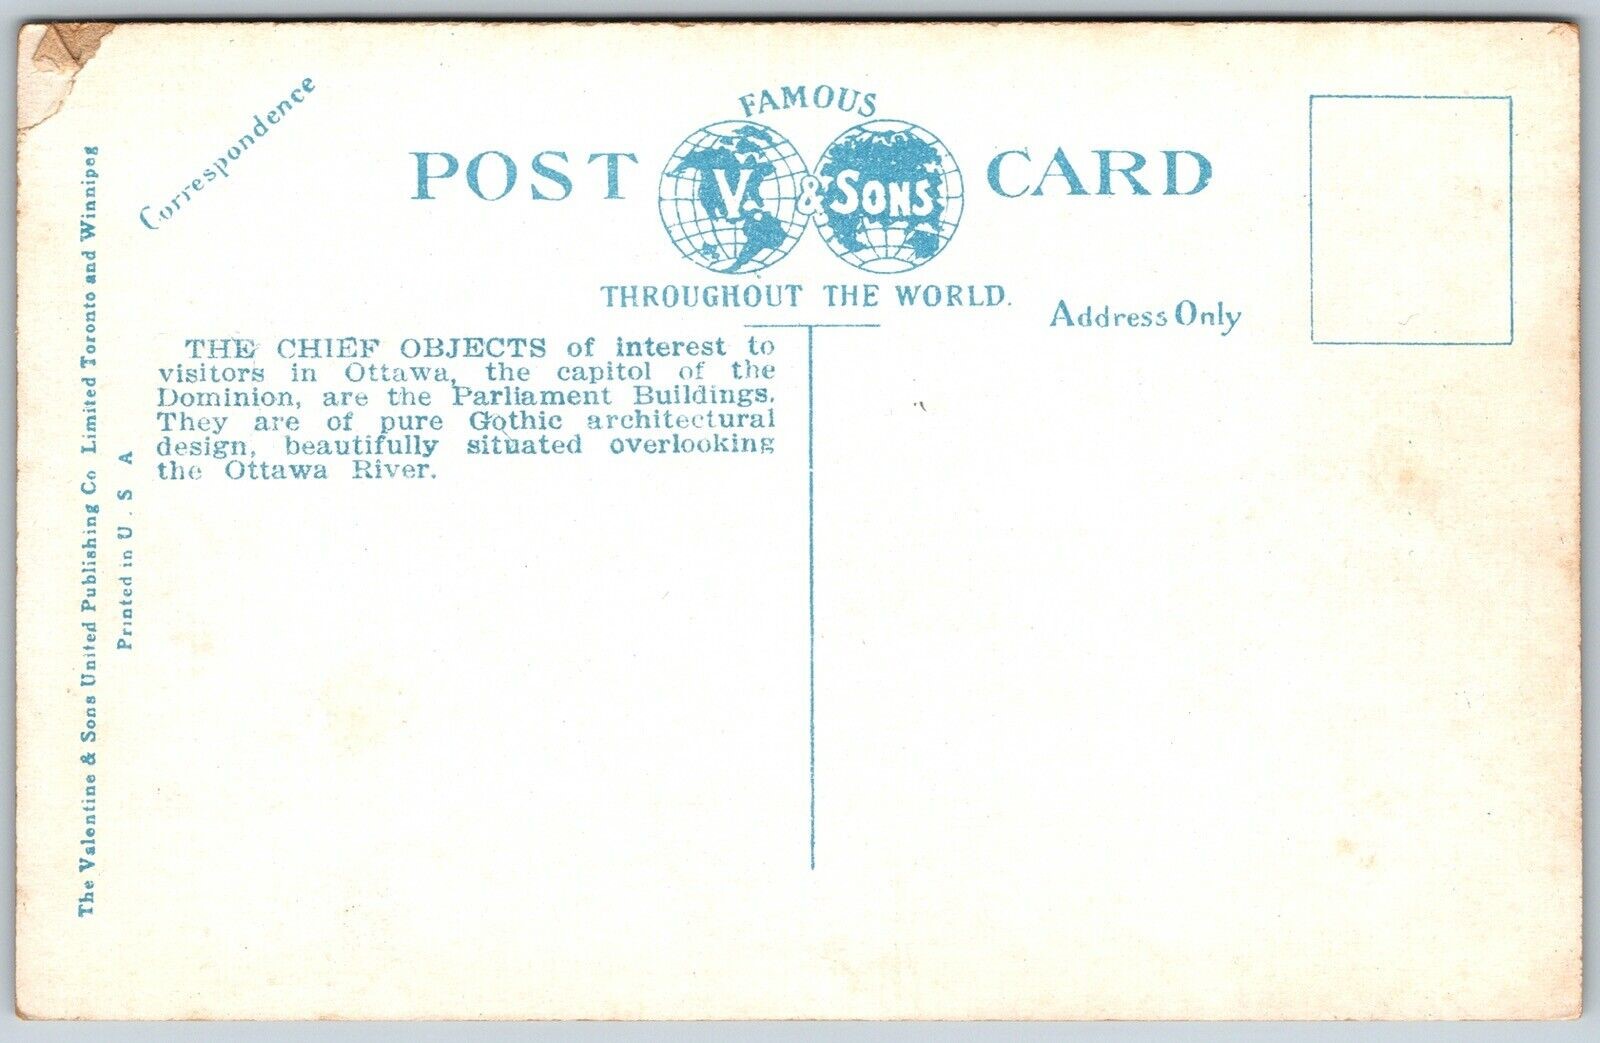 Correspondence
FAMOUS
POST V. & SONS CARD
THROUGHOUT THE WORLD.
Address Only
THE CHIEF OBJECTS of interest to
visitors in Ottawa, the capitol of the
Dominion, are the Parliament Buildings.
They are of pure Gothic architectural
design, beautifully situated overlooking
the Ottawa River.
The Valentine & Sons United Publishing Co Limited Toronto and Winnipeg
Printed in U. S A